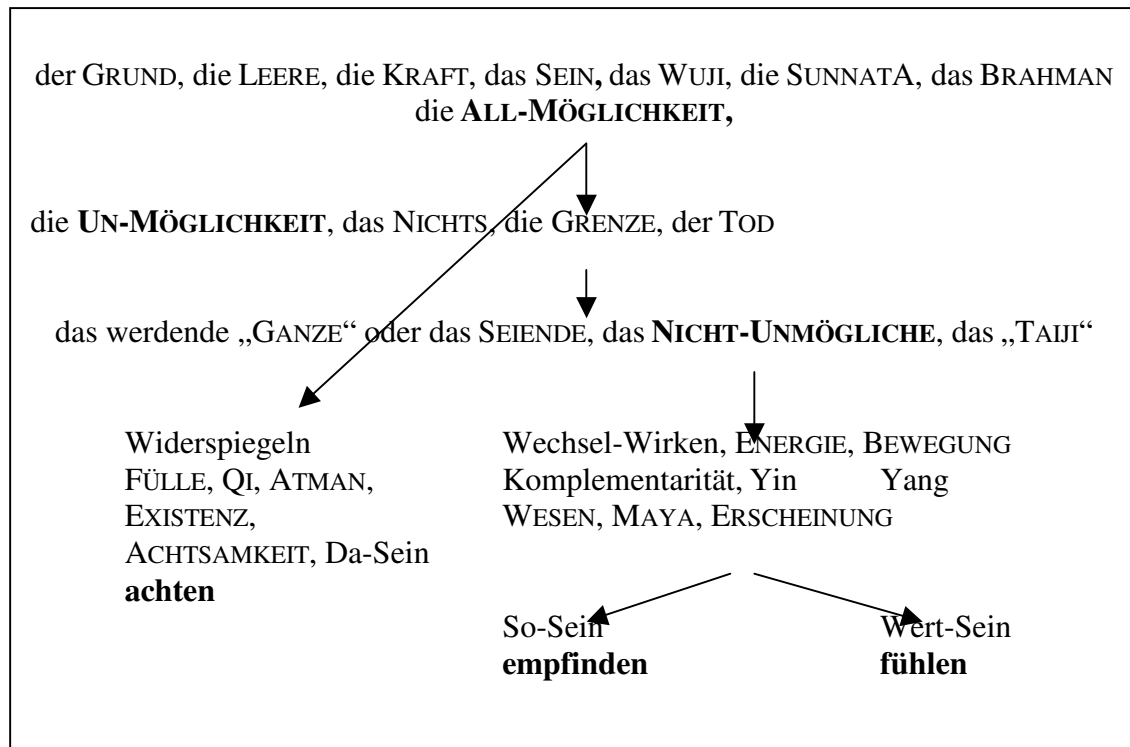 der GRUND, die LEERE, die KRAFT, das SEIN, das WUJI, die SUNNATA, das BRAHMAN
die ALL-MÖGLICHKEIT,
die UN-MÖGLICHKEIT, das NICHTS, die GRENZE, der TOD
das werdende „GANZE“ oder das SEIENDE, das NICHT-UNMÖGLICHE, das „TAIJI“
Widerspiegeln
FÜLLE, QI, ATMAN,
EXISTENZ,
ACHTSAMKEIT, Da-Sein
achten
Wechsel-Wirken, ENERGIE, BEWEGUNG
Komplementarität, Yin Yang
WESEN, MAYA, ERSCHEINUNG
So-Sein
empfinden
Wert-Sein
fühlen